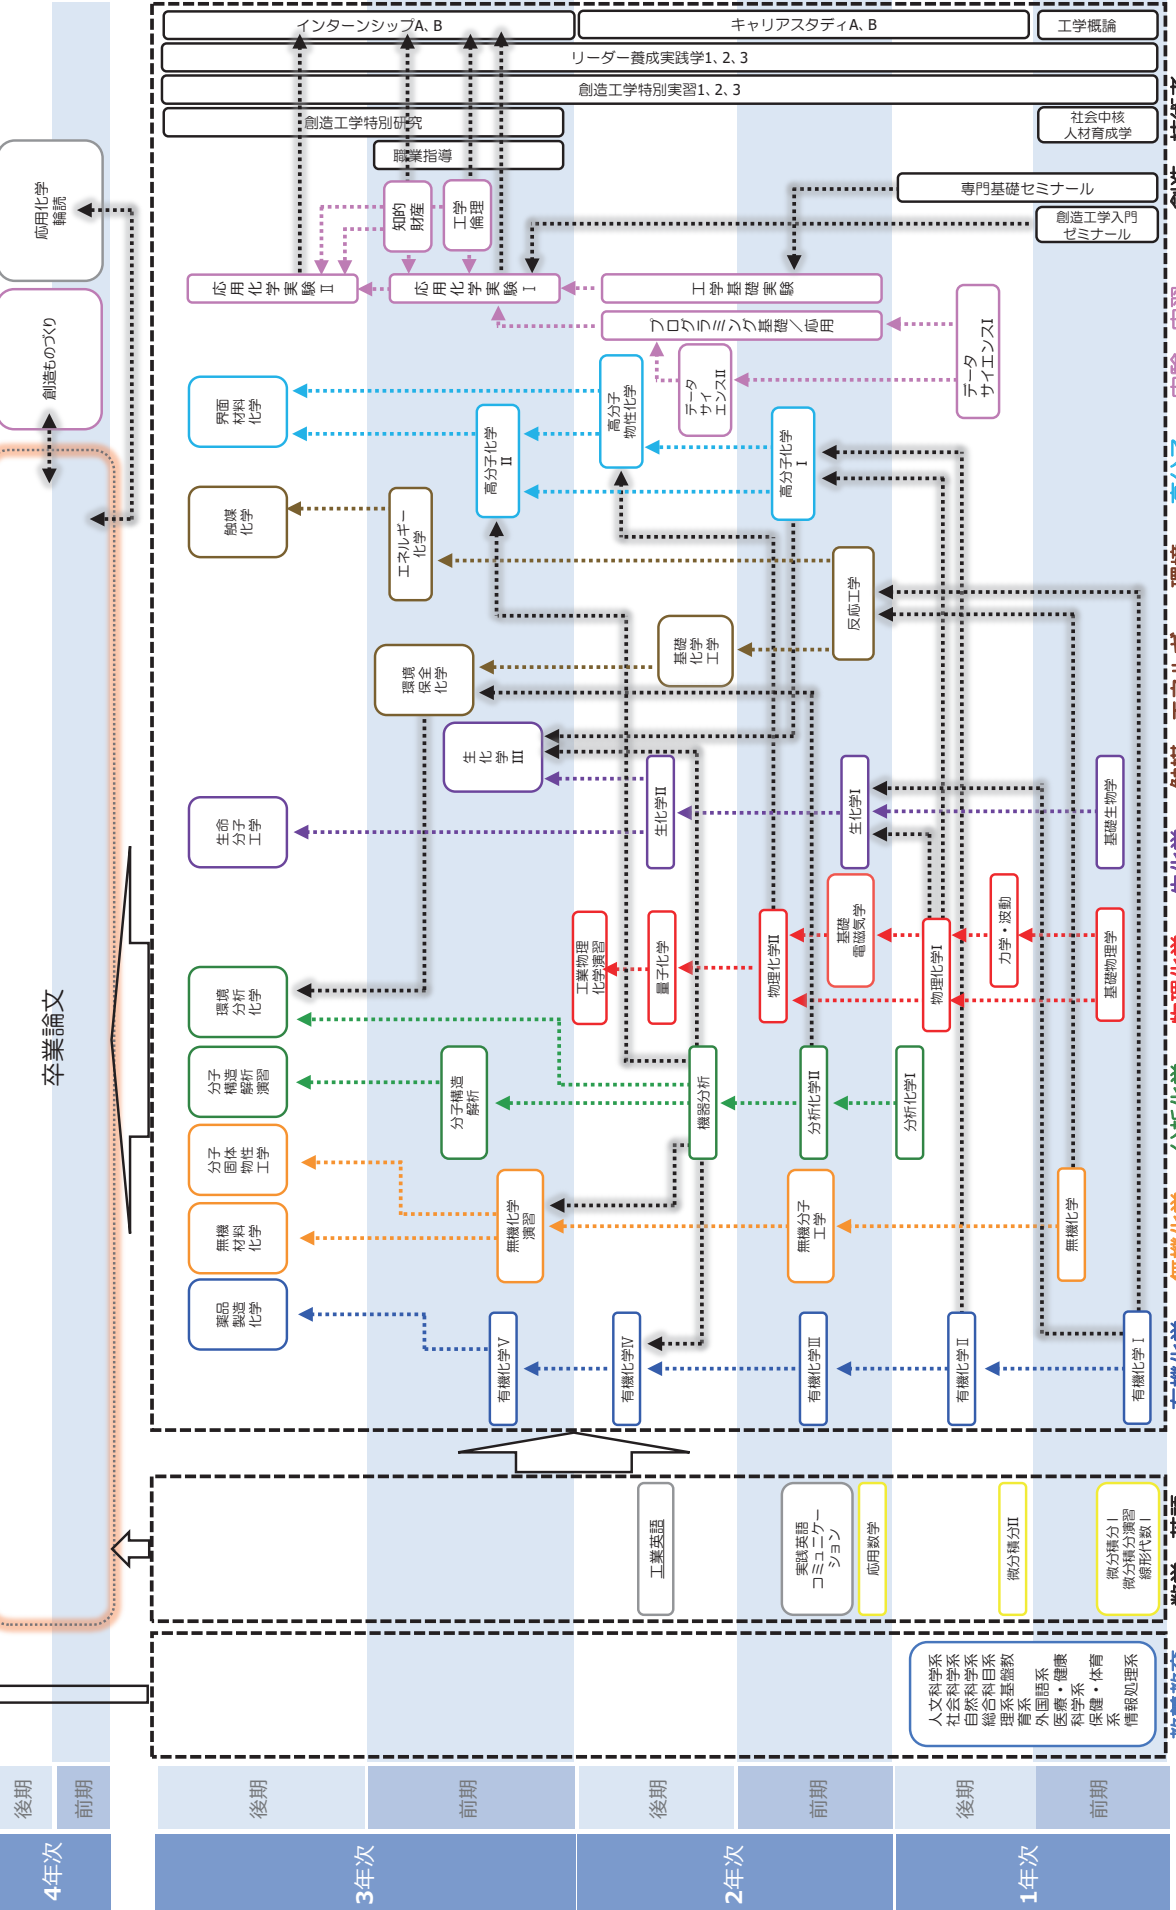 インターンシップA、B
キャリアスタディA、B
工学概論
リーダー養成実践学1、2、3
創造工学特別実習1、2、3
創造工学特別研究
社会中核
人材育成学
職業指導
専門基礎セミナール
創造工学入門
ゼミナール
応用化学
輪読
創造ものづくり
知的
財産
工学
倫理
応用化学実験Ⅱ
応用化学実験Ⅰ
工学基礎実験
プログラミング基礎／応用
データ
サイエンスⅠ
データ
サイ
エンスⅡ
界面
材料
化学
高分子化学
Ⅱ
高分子
物性化学
高分子化学
Ⅰ
触媒
化学
エネルギー
化学
反応工学
基礎
化学
工学
環境
保全
化学
生
化
学
Ⅲ
生命
分子
工学
生化学Ⅱ
生化学Ⅰ
基礎生物学
工業物理
化学演習
量子化学
物理化学Ⅱ
基礎
電磁気学
物理化学Ⅰ
力学・波動
基礎物理学
環境
分析
化学
分子
構造
解析
演習
分子構造
解析
機器分析
分析化学Ⅱ
分析化学Ⅰ
分子
固体
物性
工学
無機
材料
化学
無機化学
演習
無機分子
工学
無機化学
薬品
製造
化学
有機化学Ⅴ
有機化学Ⅳ
有機化学Ⅲ
有機化学Ⅱ
有機化学Ⅰ
卒業論文
工業英語
実践英語
コミュニケー
ション
応用数学
微分積分Ⅱ
微分積分Ⅰ
微分積分演習
線形代数Ⅰ
人文科学系
社会科学系
自然科学系
総合科目系
理系基盤教
育系
外国語系
医療・健康
科学系
保健・体育
系
情報処理系
後期
前期
後期
前期
後期
前期
後期
前期
4年次
3年次
2年次
1年次